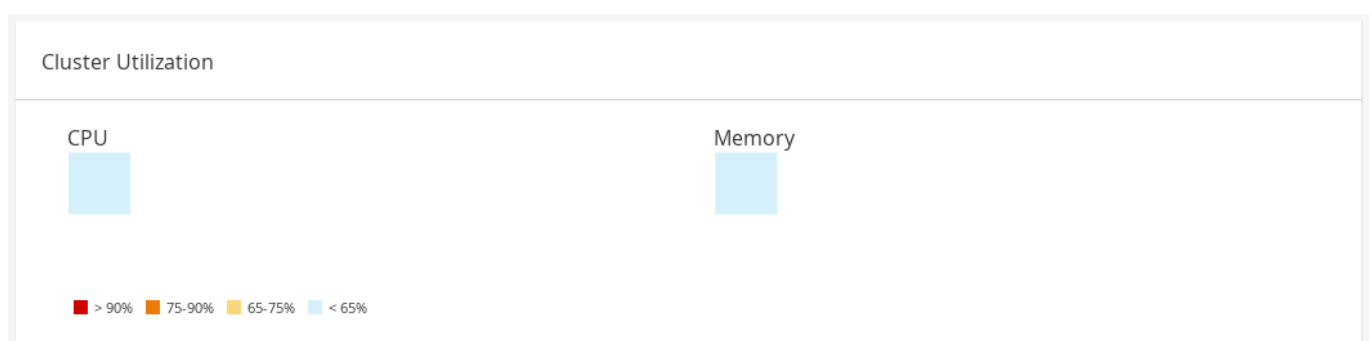 Cluster Utilization
CPU
Memory
> 90%
75-90%
65-75%
< 65%